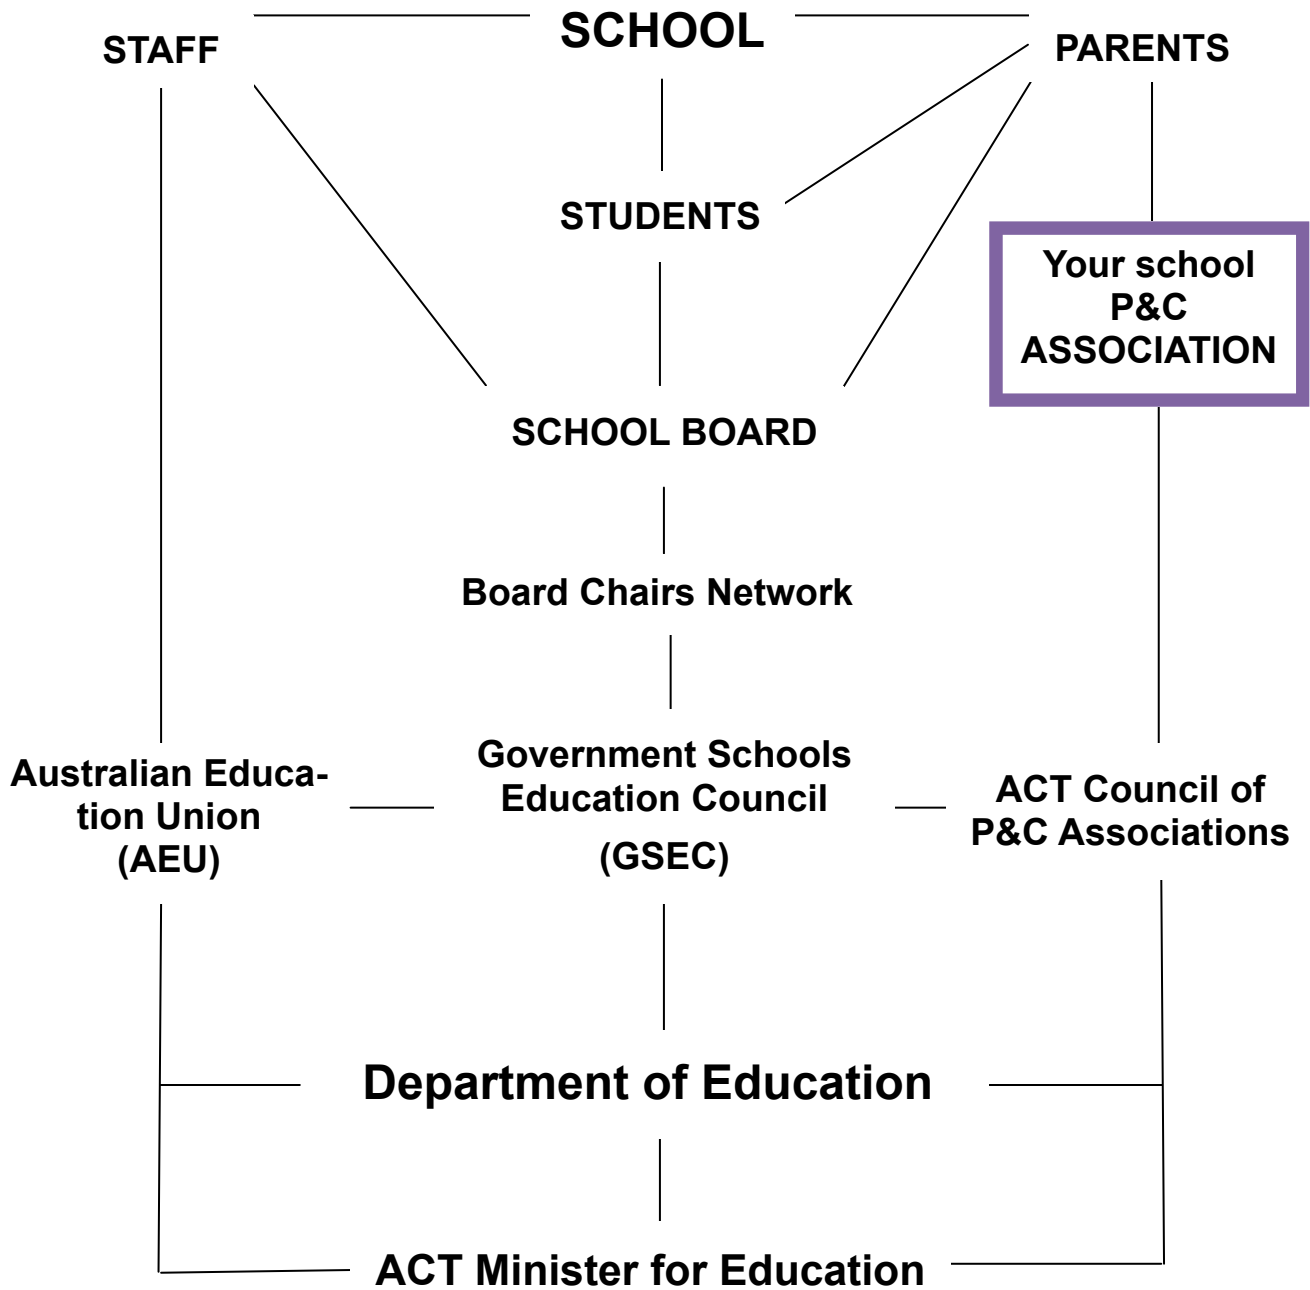 SCHOOL
STAFF
PARENTS
STUDENTS
Your school
P&C
ASSOCIATION
SCHOOL BOARD
Board Chairs Network
Australian Educa-
tion Union
(AEU)
Government Schools
Education Council
(GSEC)
ACT Council of
P&C Associations
Department of Education
ACT Minister for Education